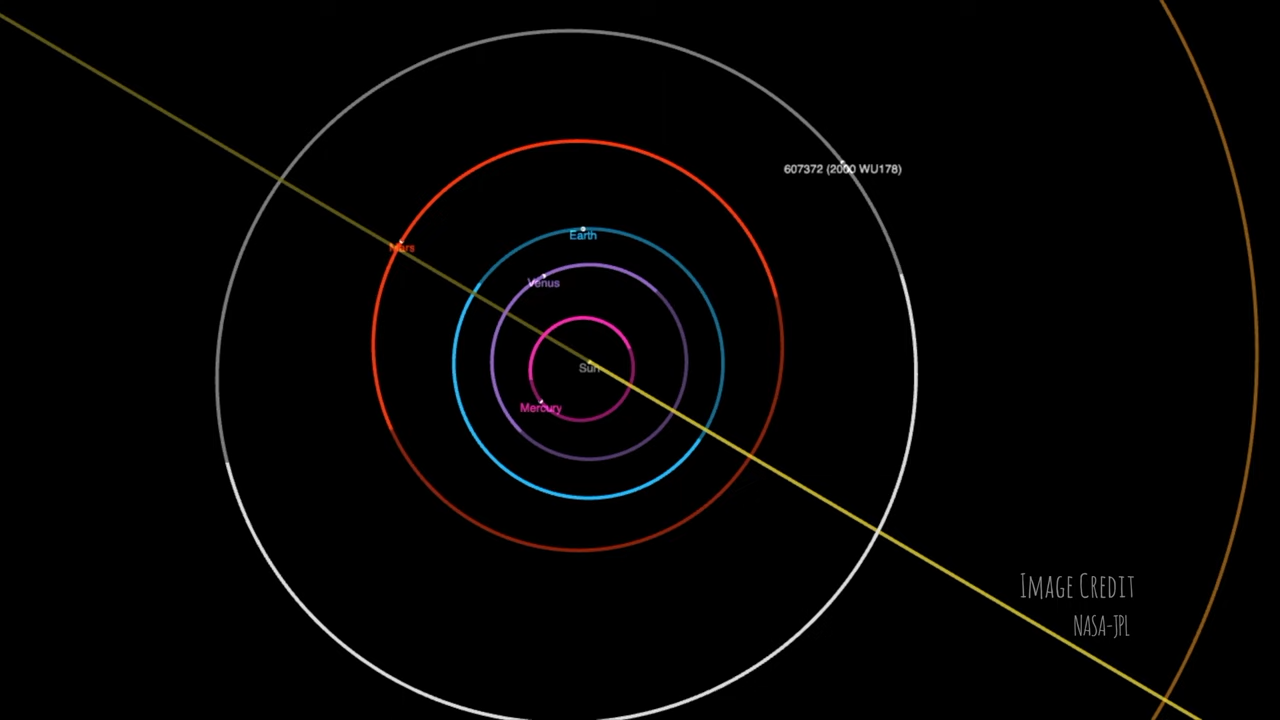 607372 (2000 WU178)
Earth
Mars
Venus
Sun
Mercury
Image Credit
NASA-JPL